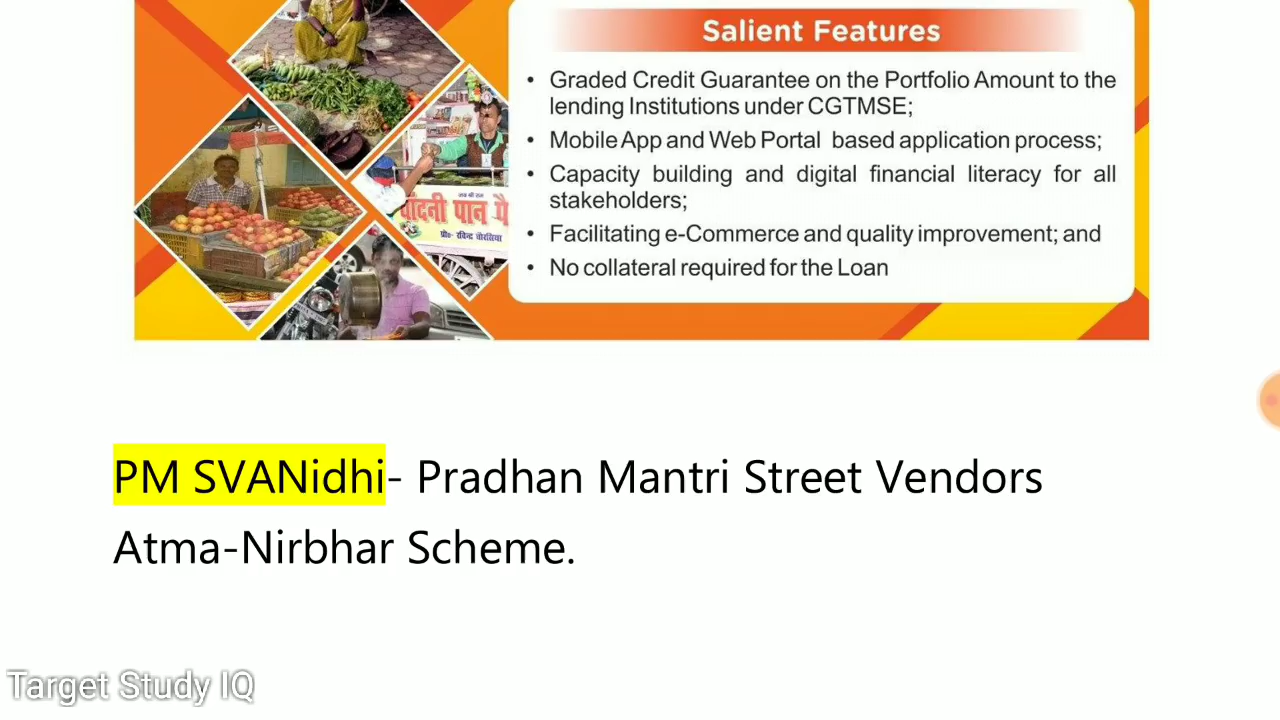 Salient Features
• Graded Credit Guarantee on the Portfolio Amount to the
lending Institutions under CGTMSE;
• Mobile App and Web Portal based application process;
• Capacity building and digital financial literacy for all
stakeholders;
• Facilitating e-Commerce and quality improvement; and
• No collateral required for the Loan
PM SVANidhi- Pradhan Mantri Street Vendors
Atma-Nirbhar Scheme.
Target Study IQ